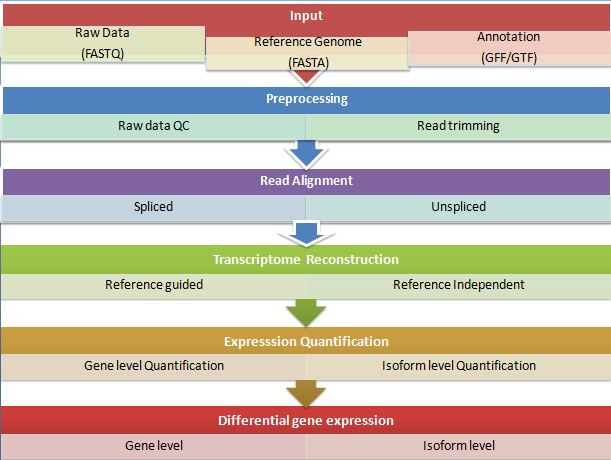 Input
Raw Data
(FASTQ)
Reference Genome
(FASTA)
Annotation
(GFF/GTF)
Preprocessing
Raw data QC
Read trimming
Read Alignment
Spliced
Unspliced
Transcriptome Reconstruction
Reference guided
Reference Independent
Expresssion Quantification
Gene level Quantification
Isoform level Quantification
Differential gene expression
Gene level
Isoform level